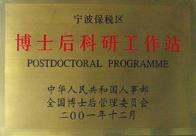 宁波保税区
博士后科研工作站
POSTDOCTORAL PROGRAMME
中华人民共和国人事部
全国博士后管理委员会
二〇〇一年十二月